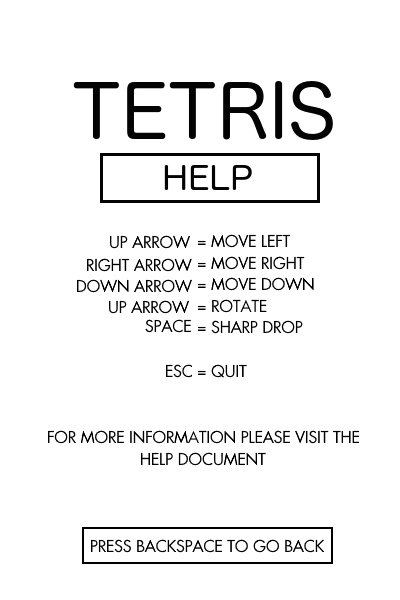 TETRIS
HELP
UP ARROW = MOVE LEFT
RIGHT ARROW = MOVE RIGHT
DOWN ARROW = MOVE DOWN
UP ARROW = ROTATE
SPACE = SHARP DROP
ESC = QUIT
FOR MORE INFORMATION PLEASE VISIT THE
HELP DOCUMENT
PRESS BACKSPACE TO GO BACK